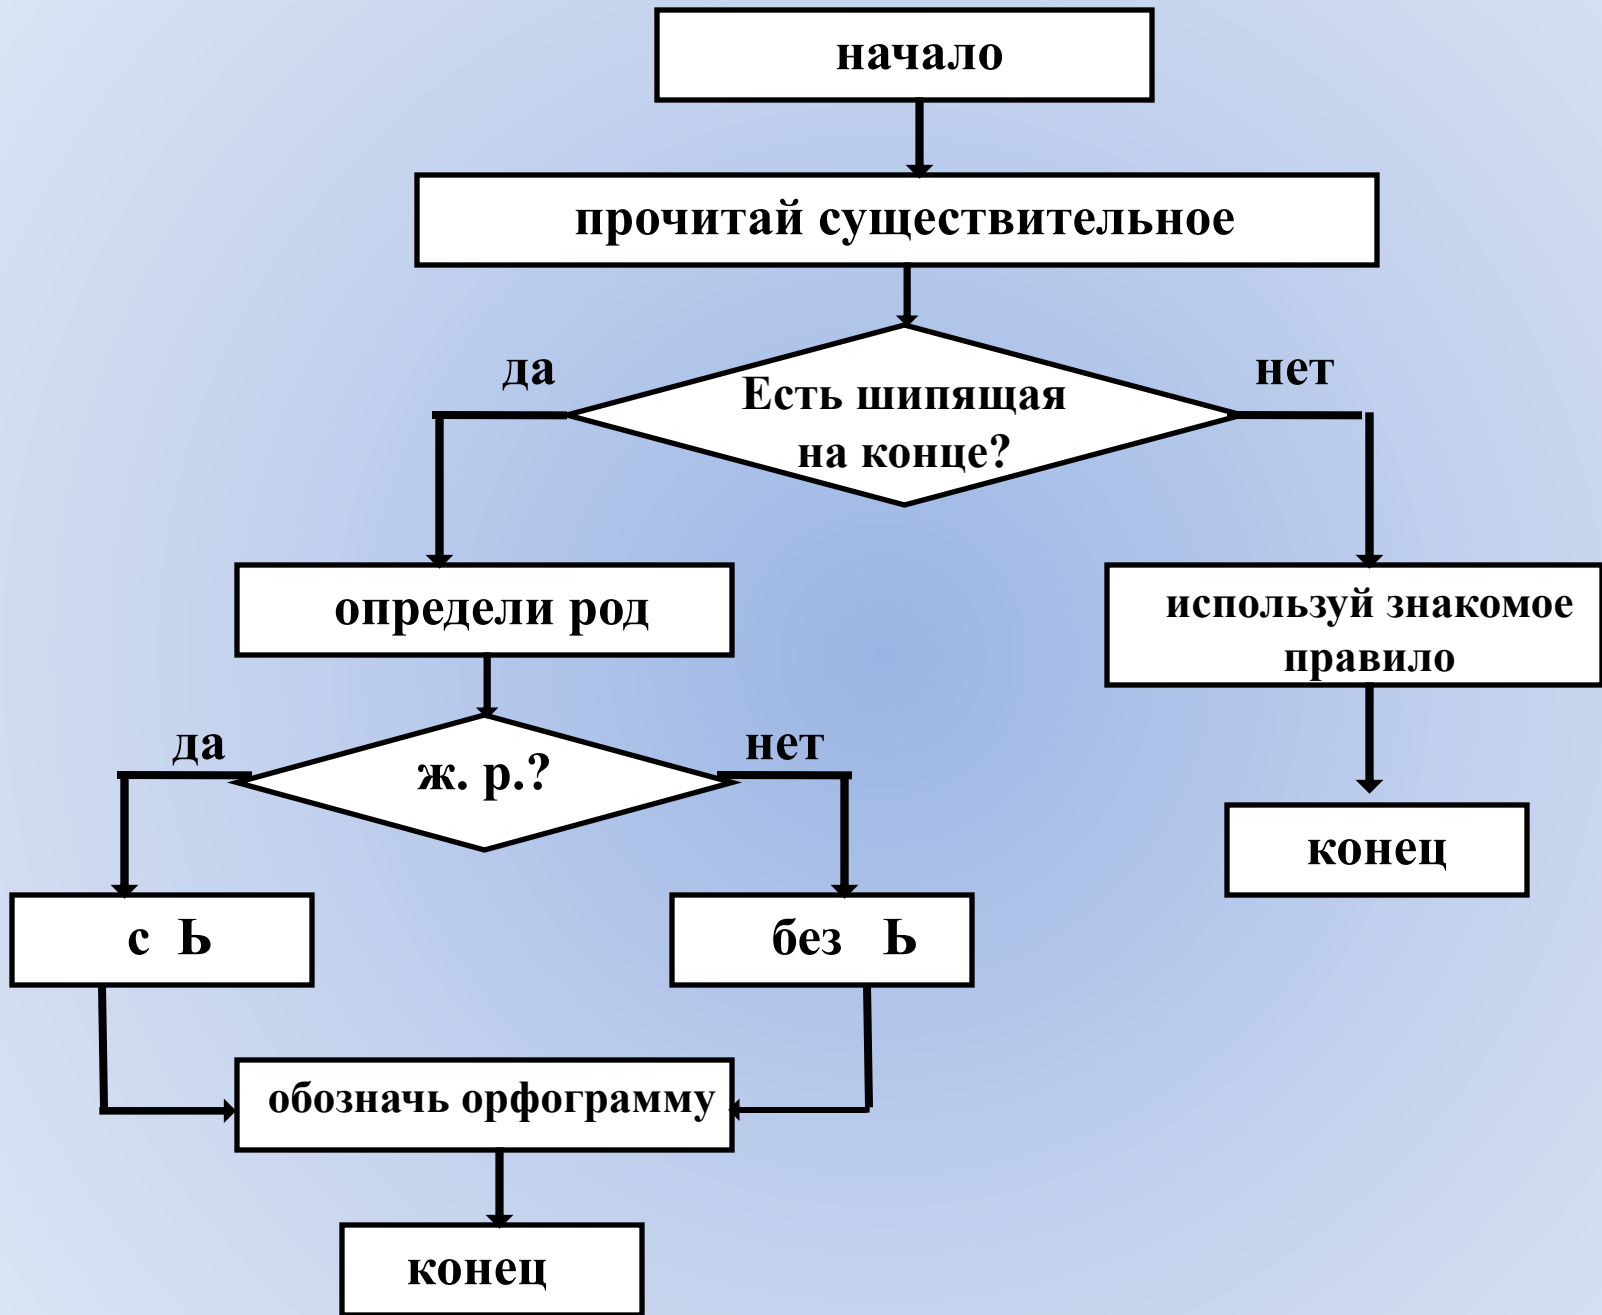 начало
прочитай существительное
да
нет
Есть шипящая
на конце?
определи род
используй знакомое
правило
да
нет
ж. р.?
конец
с Ь
без Ь
обозначь орфограмму
конец